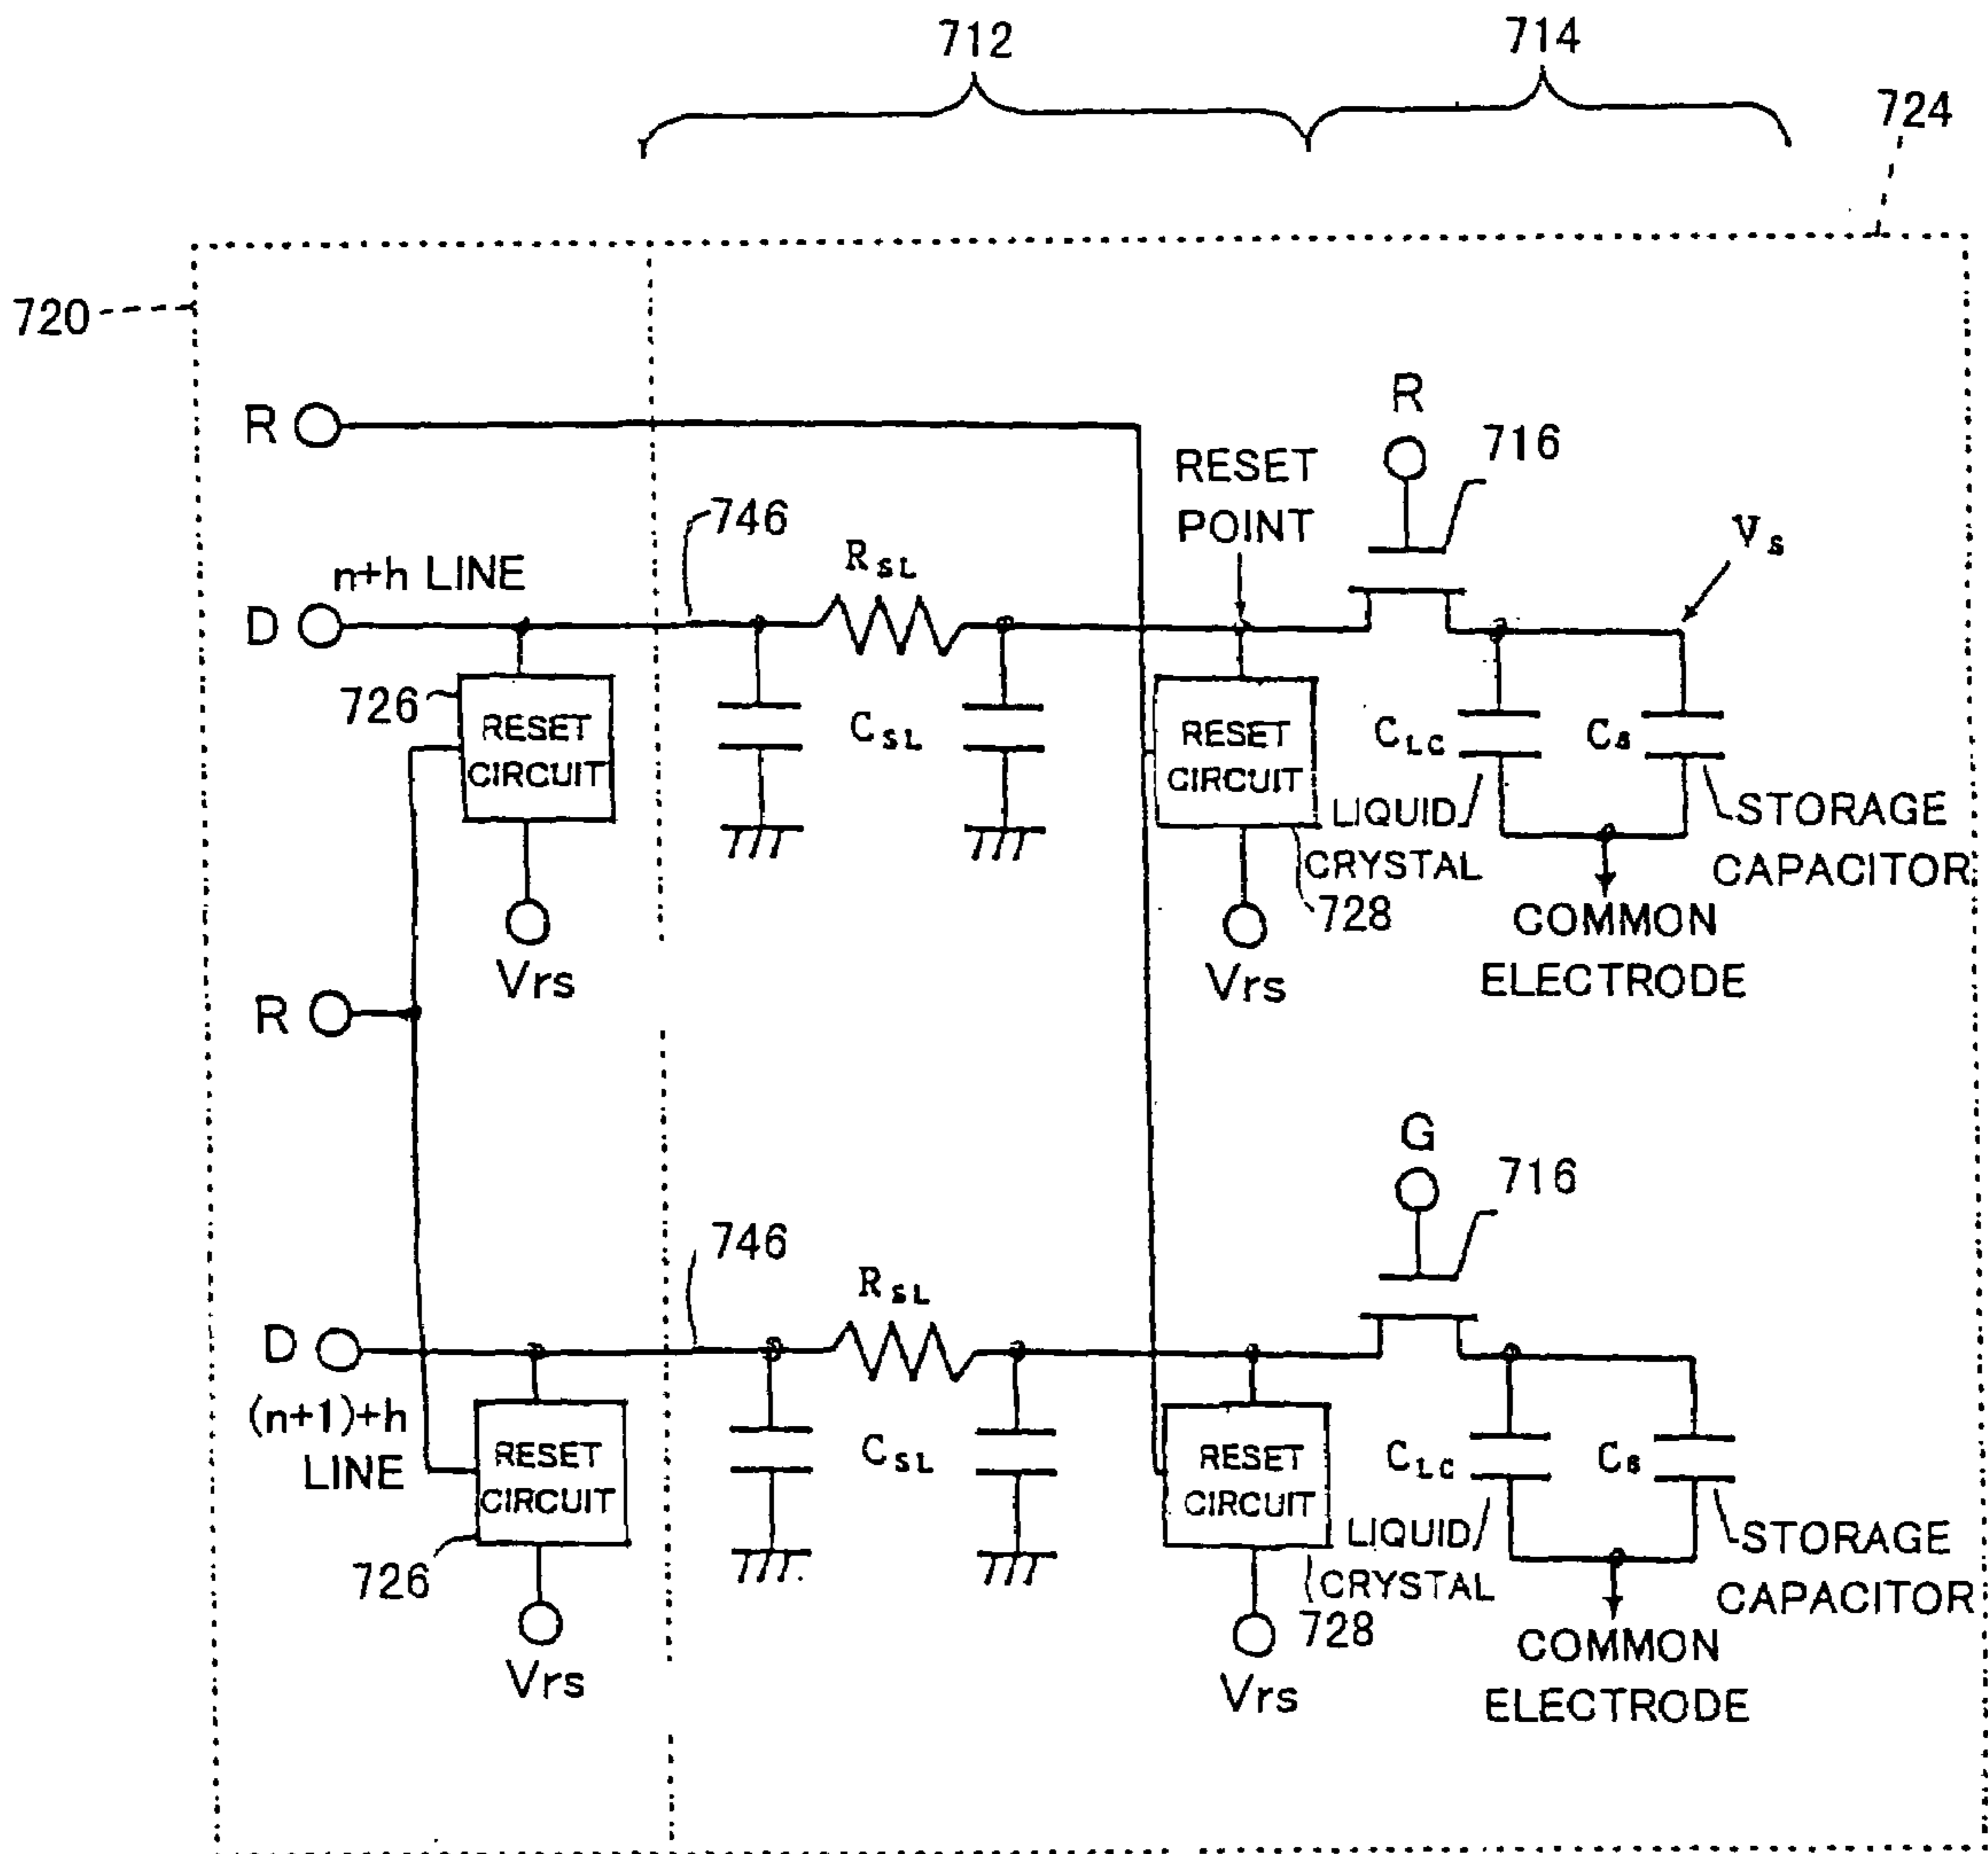 712
714
724
720
R
R
716
RESET
POINT
746
RSL
Vs
n+h LINE
D
726
RESET
CIRCUIT
CSL
RESET
CIRCUIT
CLC
Cs
LIQUID
CRYSTAL
STORAGE
CAPACITOR
728
Vrs
Vrs
COMMON
ELECTRODE
R
G
716
746
RSL
D
(n+1)+h
LINE
RESET
CIRCUIT
CSL
RESET
CIRCUIT
CLC
Cs
LIQUID
CRYSTAL
STORAGE
CAPACITOR
726
728
Vrs
Vrs
COMMON
ELECTRODE